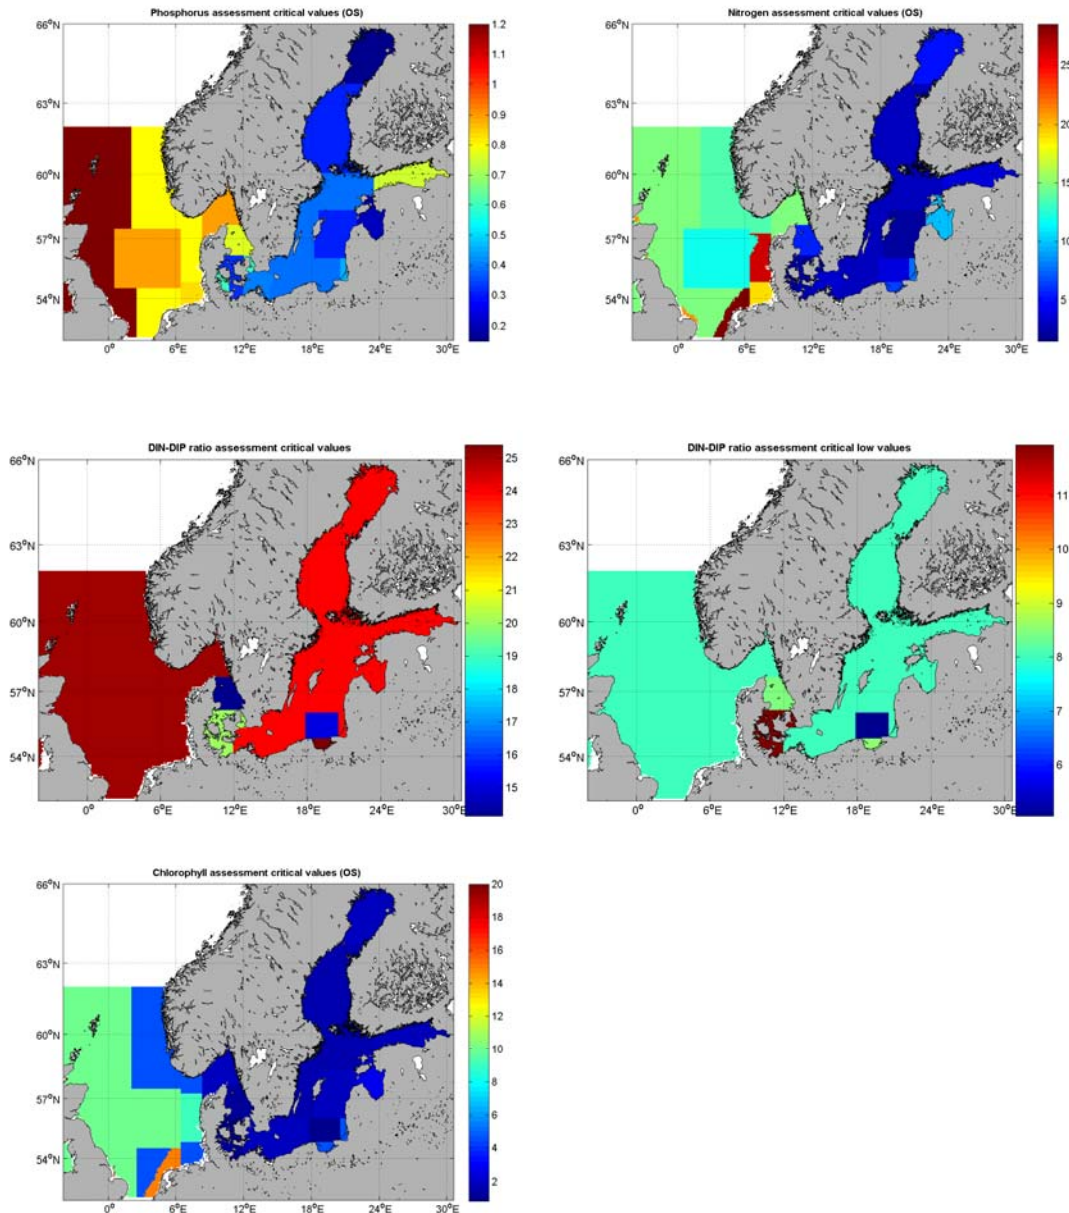 Phosphorus assessment critical values (OS)
66°N
63°N
60°N
57°N
54°N
0°
6°E
12°E
18°E
24°E
30°E
1.2
1.1
1
0.9
0.8
0.7
0.6
0.5
0.4
0.3
0.2
Nitrogen assessment critical values (OS)
66°N
63°N
60°N
57°N
54°N
0°
6°E
12°E
18°E
24°E
30°E
25
20
15
10
5
DIN-DIP ratio assessment critical values
66°N
63°N
60°N
57°N
54°N
0°
6°E
12°E
18°E
24°E
30°E
25
24
23
22
21
20
19
18
17
16
15
DIN-DIP ratio assessment critical low values
66°N
63°N
60°N
57°N
54°N
0°
6°E
12°E
18°E
24°E
30°E
11
10
9
8
7
6
Chlorophyll assessment critical values (OS)
66°N
63°N
60°N
57°N
54°N
0°
6°E
12°E
18°E
24°E
30°E
20
18
16
14
12
10
8
6
4
2